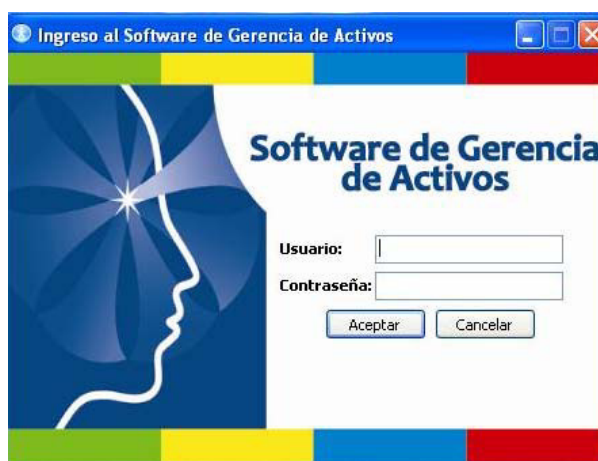 Ingreso al Software de Gerencia de Activos
Software de Gerencia
de Activos
Usuario:
Contraseña:
Aceptar
Cancelar